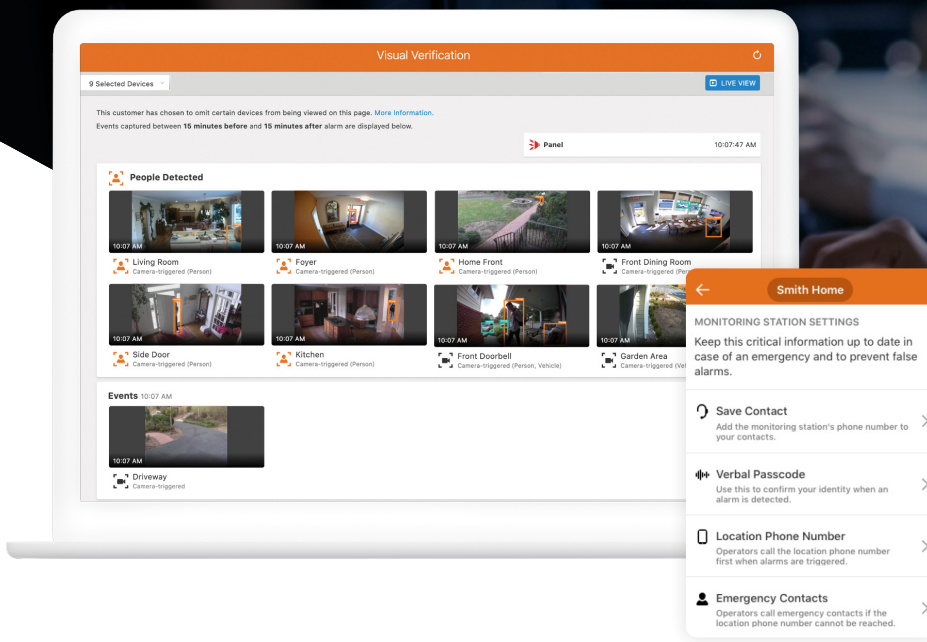 Visual Verification
9 Selected Devices
LIVE VIEW
This customer has chosen to omit certain devices from being viewed on this page. More Information.
Events captured between 15 minutes before and 15 minutes after alarm are displayed below.
Panel
10:07:47 AM
People Detected
10:07 AM
10:07 AM
10:07 AM
10:07 AM
Living Room
Camera-triggered (Person)
Foyer
Camera-triggered (Person)
Home Front
Camera-triggered (Person)
Front Dining Room
Camera-triggered
10:07 AM
10:07 AM
10:07 AM
10:07 AM
Side Door
Camera-triggered (Person)
Kitchen
Camera-triggered (Person)
Front Doorbell
Camera-triggered (Person, Vehicle)
Garden Area
Camera-triggered
Events 10:07 AM
10:07 AM
Driveway
Camera-triggered
Smith Home
MONITORING STATION SETTINGS
Keep this critical information up to date in
case of an emergency and to prevent false
alarms.
Save Contact
Add the monitoring station's phone number to
your contacts.
Verbal Passcode
Use this to confirm your identity when an
alarm is detected.
Location Phone Number
Operators call the location phone number
first when alarms are triggered.
Emergency Contacts
Operators call emergency contacts if the
location phone number cannot be reached.